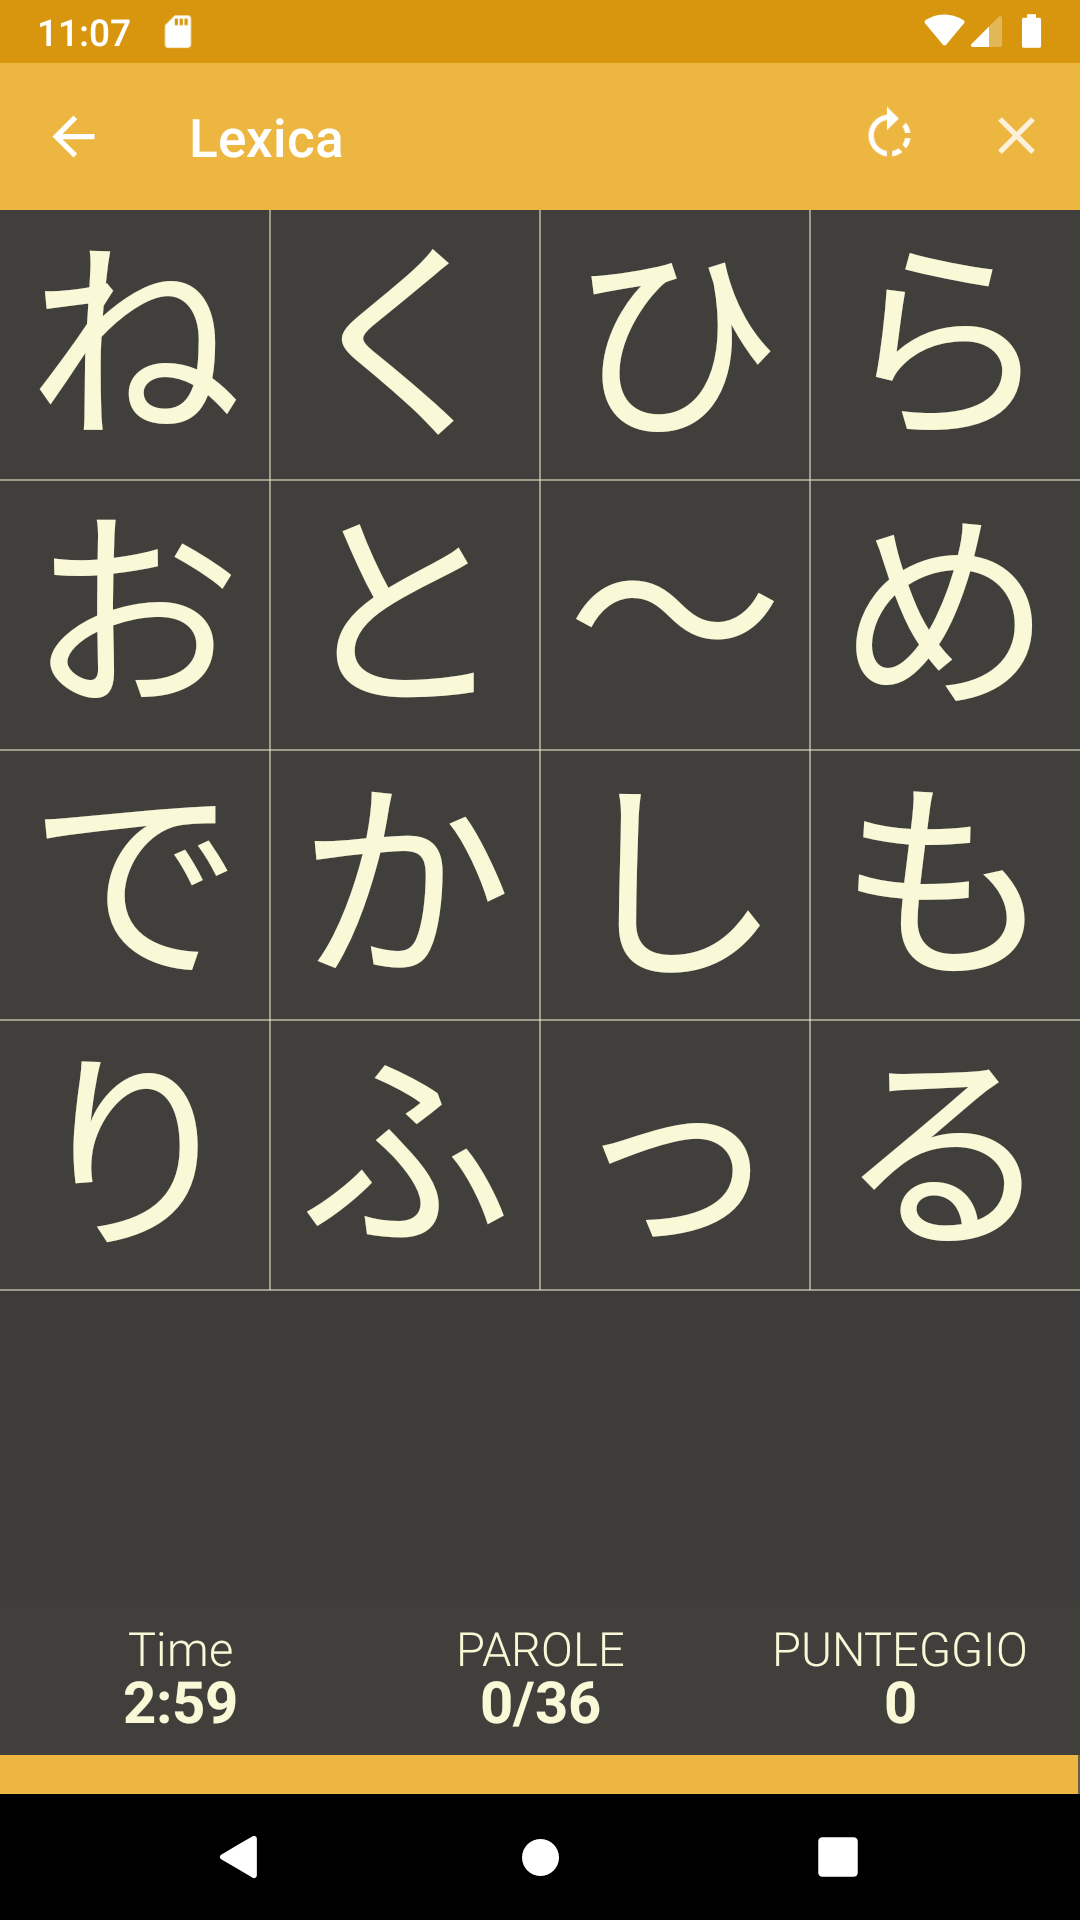 11:07
Lexica
ね く ひ ら
お と 〜 め
で か し も
り ふ っ る
Time PAROLE PUNTEGGIO
2:59 0/36 0